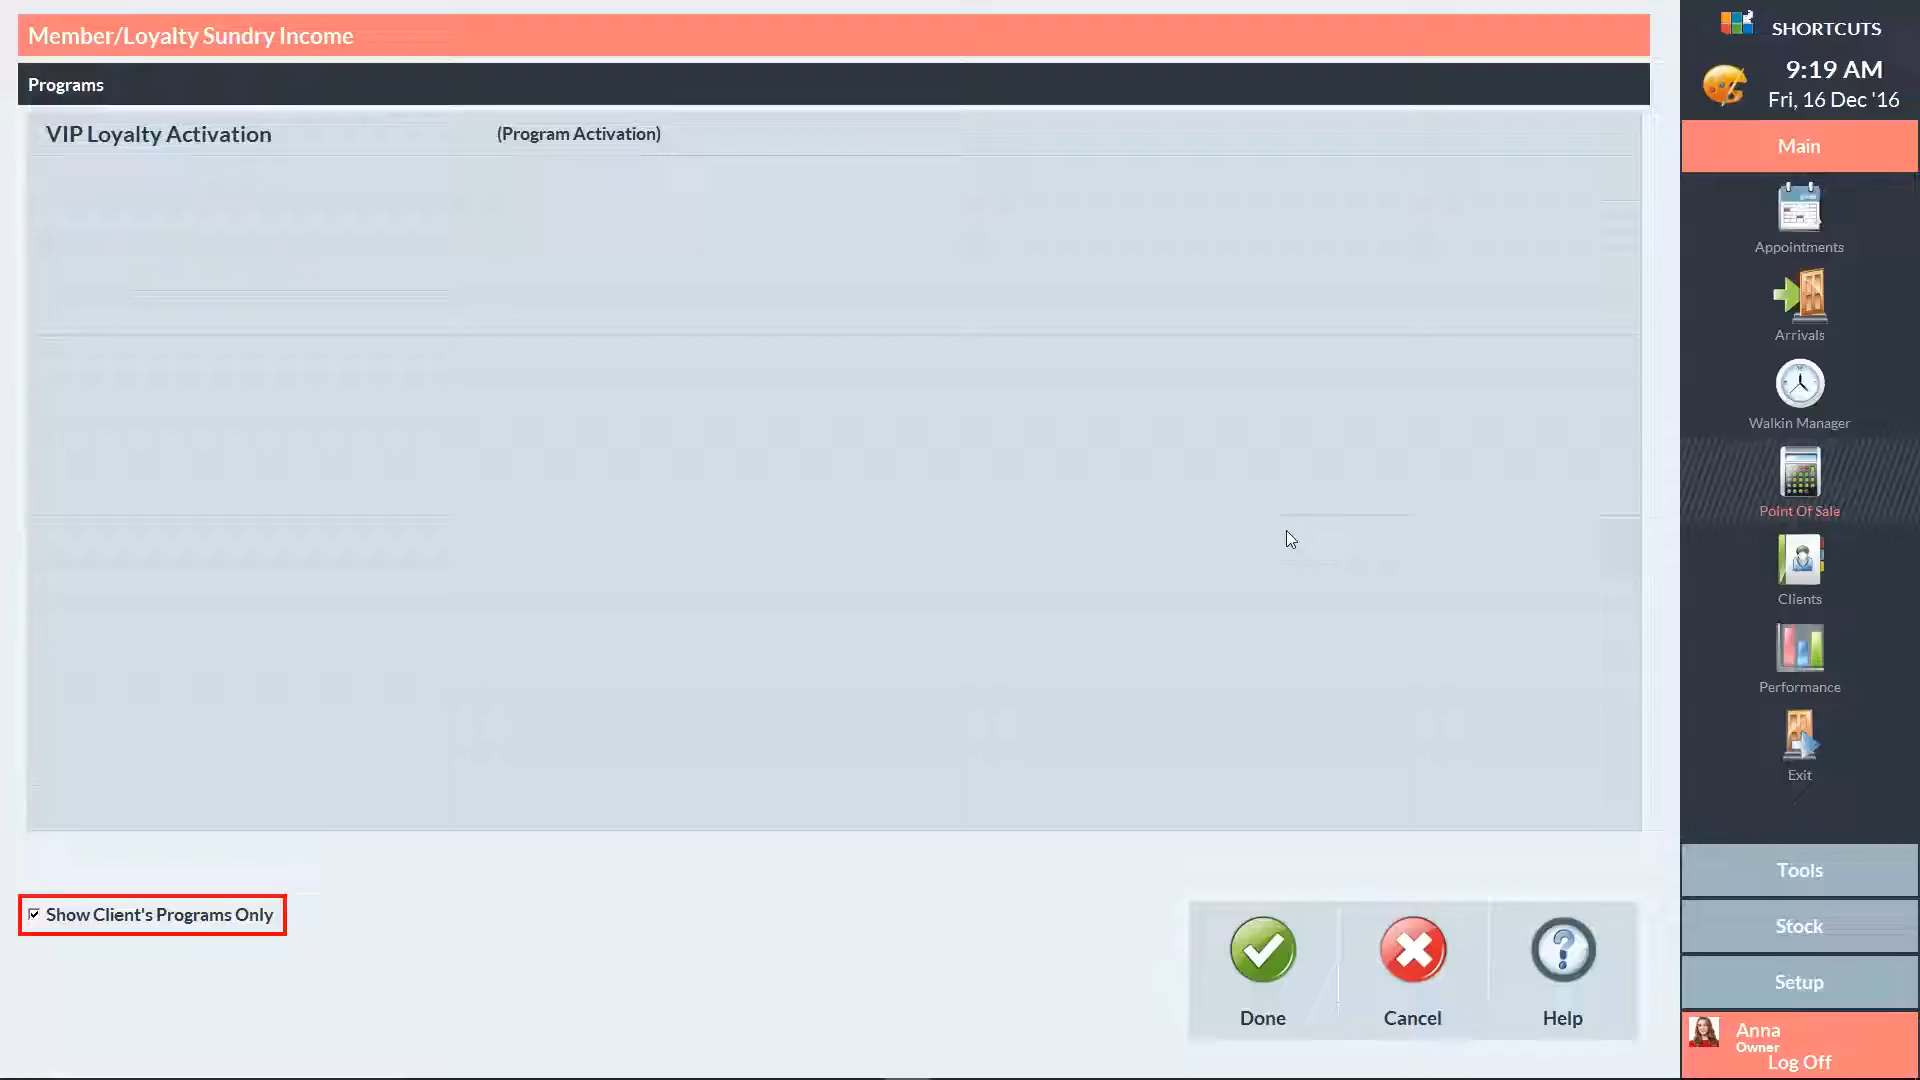 Member/Loyalty Sundry Income
Programs
VIP Loyalty Activation (Program Activation)
Show Client's Programs Only
Done Cancel Help
SHORTCUTS
9:19 AM
Fri, 16 Dec '16
Main
Appointments
Arrivals
Walkin Manager
Point Of Sale
Clients
Performance
Exit
Tools
Stock
Setup
Anna
Owner
Log Off